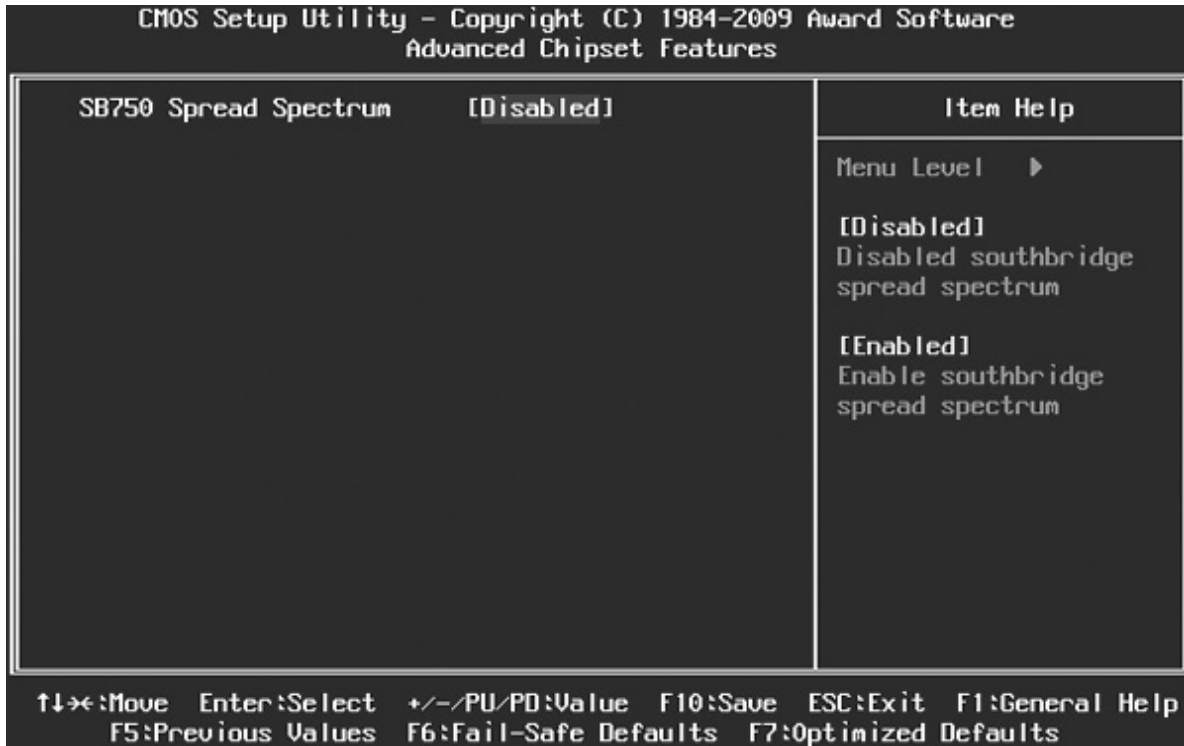 CMOS Setup Utility – Copyright (C) 1984–2009 Award Software
Advanced Chipset Features
SB750 Spread Spectrum [Disabled]
Item Help
Menu Level ▶
[Disabled]
Disabled southbridge
spread spectrum
[Enabled]
Enable southbridge
spread spectrum
↑↓→←:Move Enter:Select +/-/PU/PD:Value F10:Save ESC:Exit F1:General Help
F5:Previous Values F6:Fail-Safe Defaults F7:Optimized Defaults